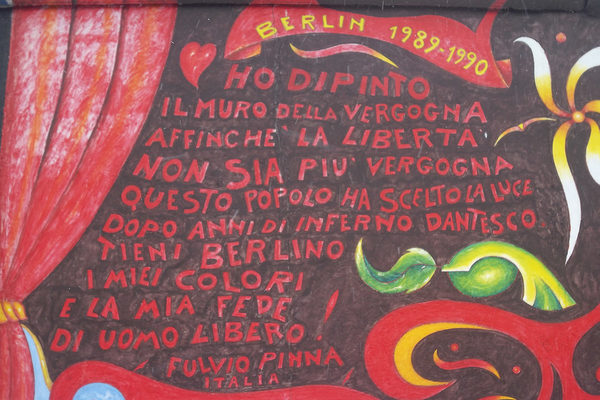 BERLIN 1989-1990
HO DIPINTO
IL MURO DELLA VERGOGNA
AFFINCHE` LA LIBERTA`
NON SIA PIU` VERGOGNA
QUESTO POPOLO HA SCELTO LA LUCE
DOPO ANNI DI INFERNO DANTESCO
TIENI BERLINO
I MIEI COLORI
E LA MIA FEDE
DI UOMO LIBERO!
FULVIO PINNA
ITALIA